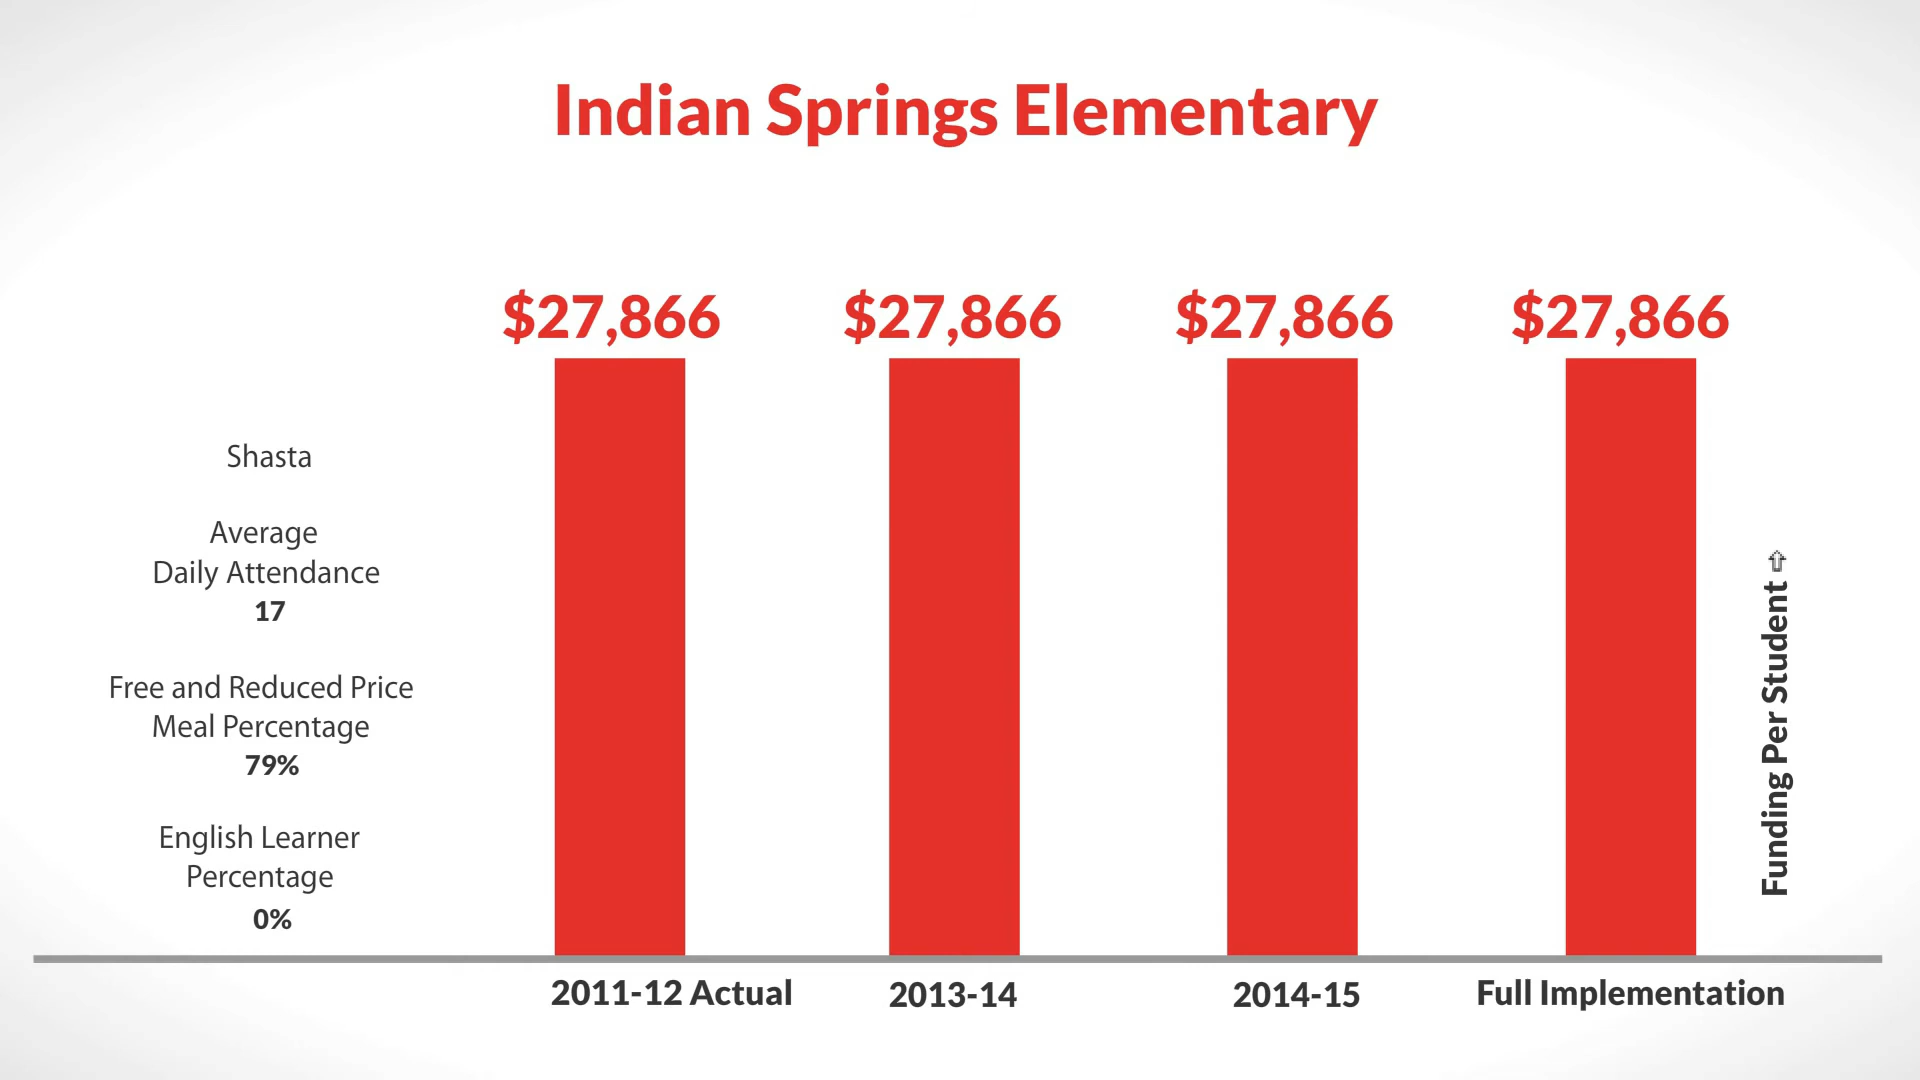 Indian Springs Elementary
$27,866
$27,866
$27,866
$27,866
Shasta
Average
Daily Attendance
17
Free and Reduced Price
Meal Percentage
79%
English Learner
Percentage
0%
Funding Per Student ⇧
2011-12 Actual
2013-14
2014-15
Full Implementation